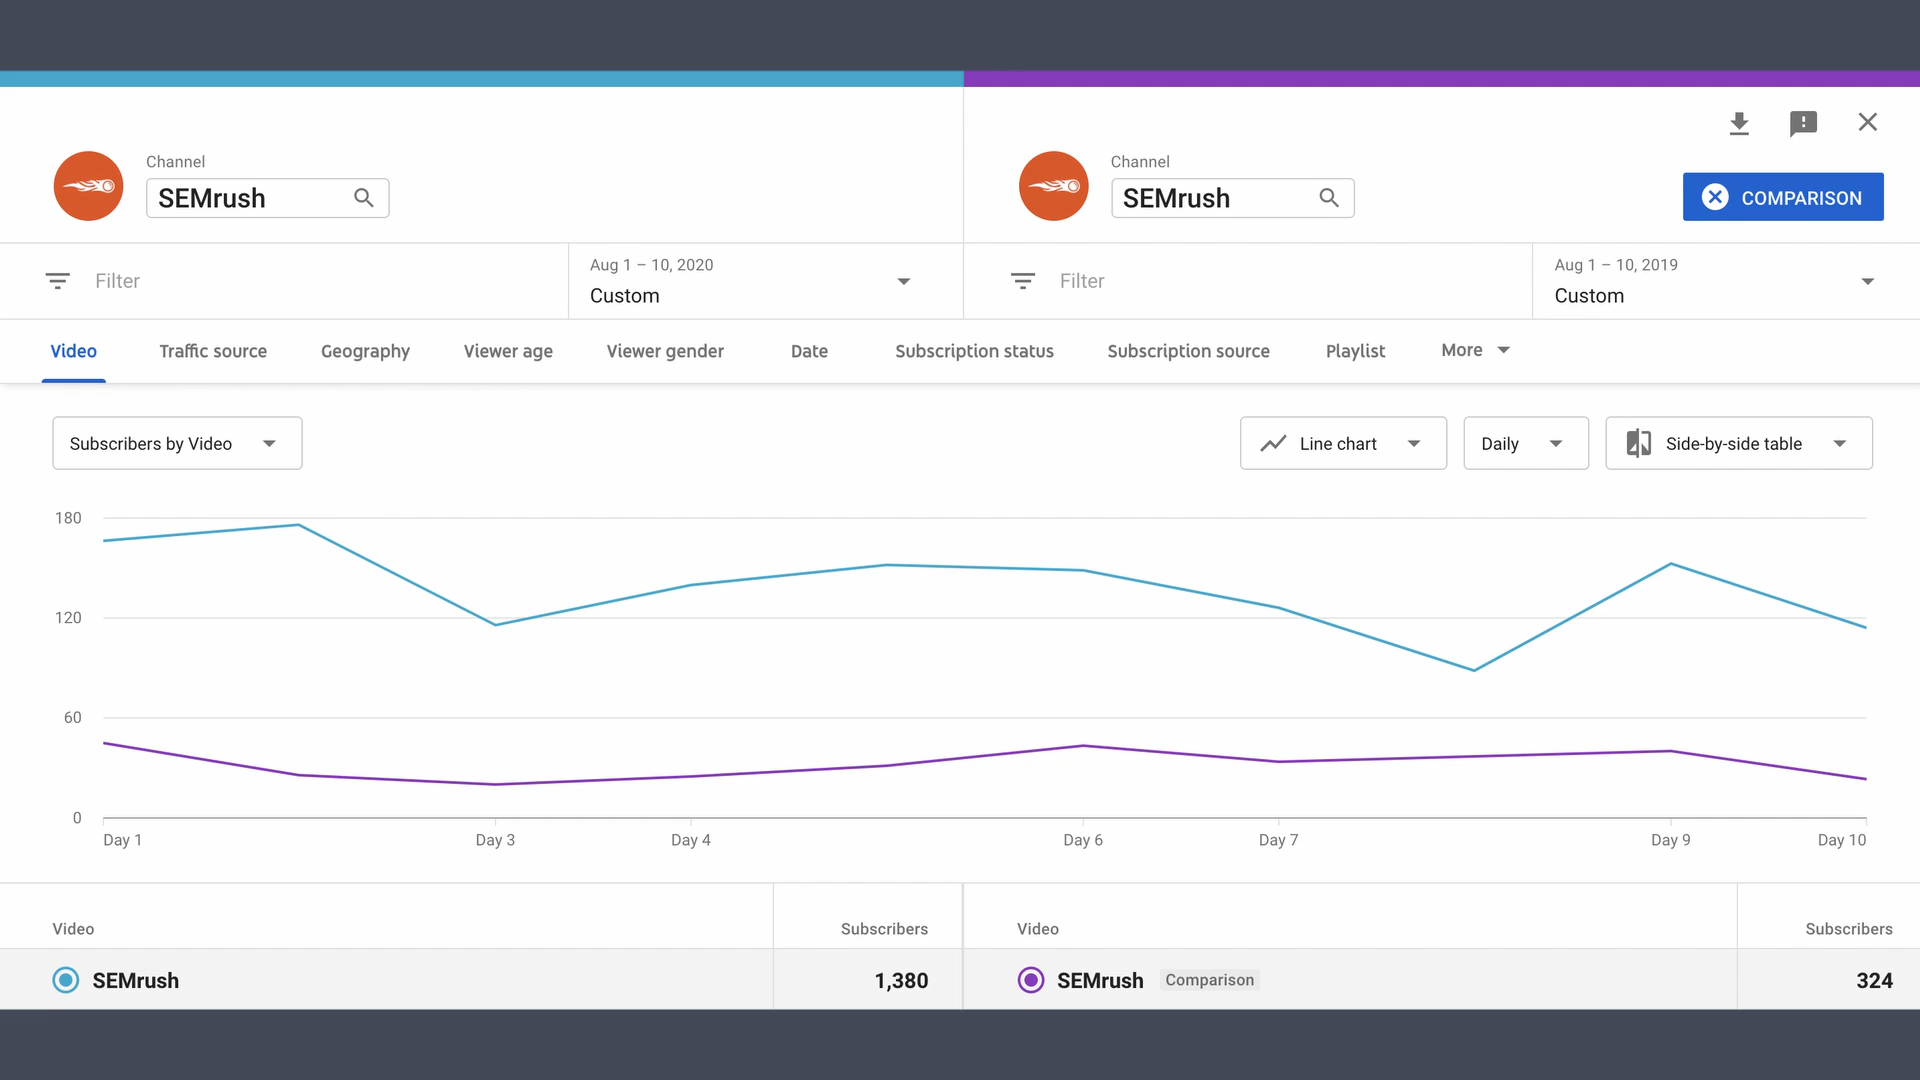 Channel
SEMrush
Channel
SEMrush
COMPARISON
Filter
Aug 1 – 10, 2020
Custom
Filter
Aug 1 – 10, 2019
Custom
Video Traffic source Geography Viewer age Viewer gender Date Subscription status Subscription source Playlist More
Subscribers by Video Line chart Daily Side-by-side table
180
120
60
0
Day 1 Day 3 Day 4 Day 6 Day 7 Day 9 Day 10
Video Subscribers Video Subscribers
SEMrush 1,380 SEMrush Comparison 324